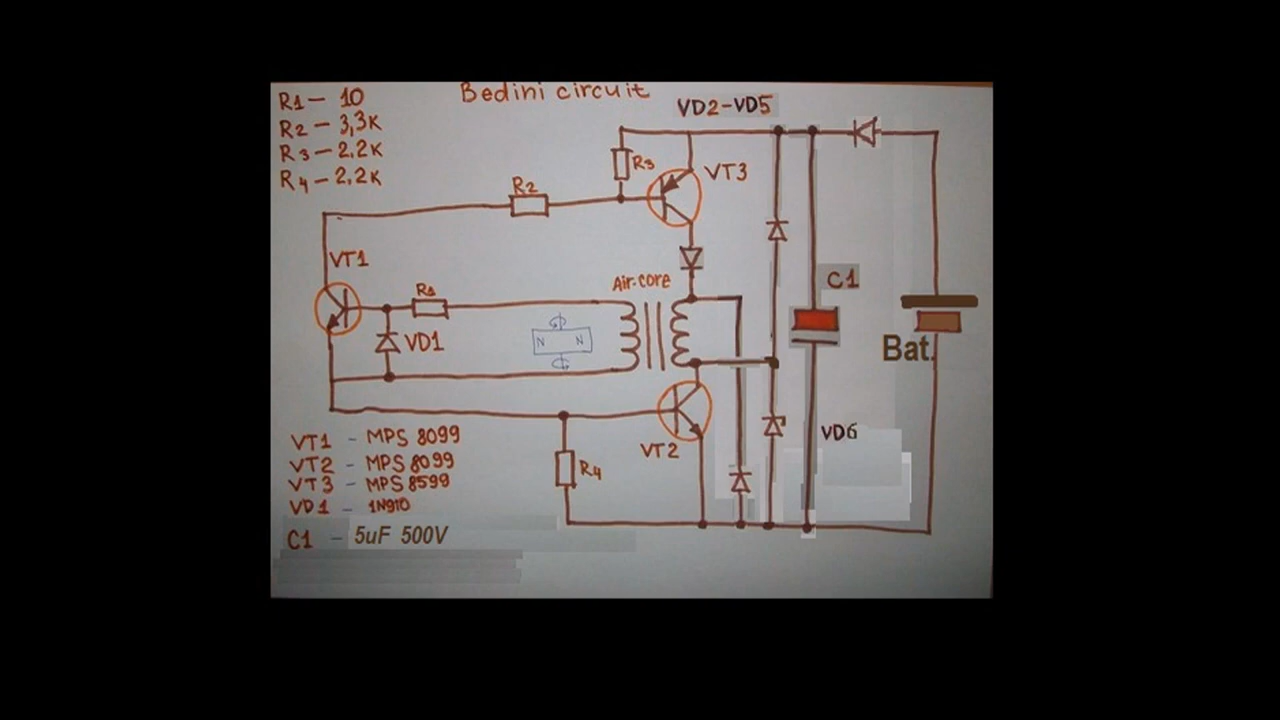 Bedini circuit
R1 - 10
R2 - 3,3K
R3 - 2.2K
R4 - 2,2K
VD2-VD5
R3
VT3
R2
VT1
R1
Air-core
C1
VD1
N N
Bat.
VT1 - MPS 8099
VT2 - MPS 8099
VT3 - MPS 8599
VD1 - 1N910
C1 - 5uF 500V
VT2
R4
VD6